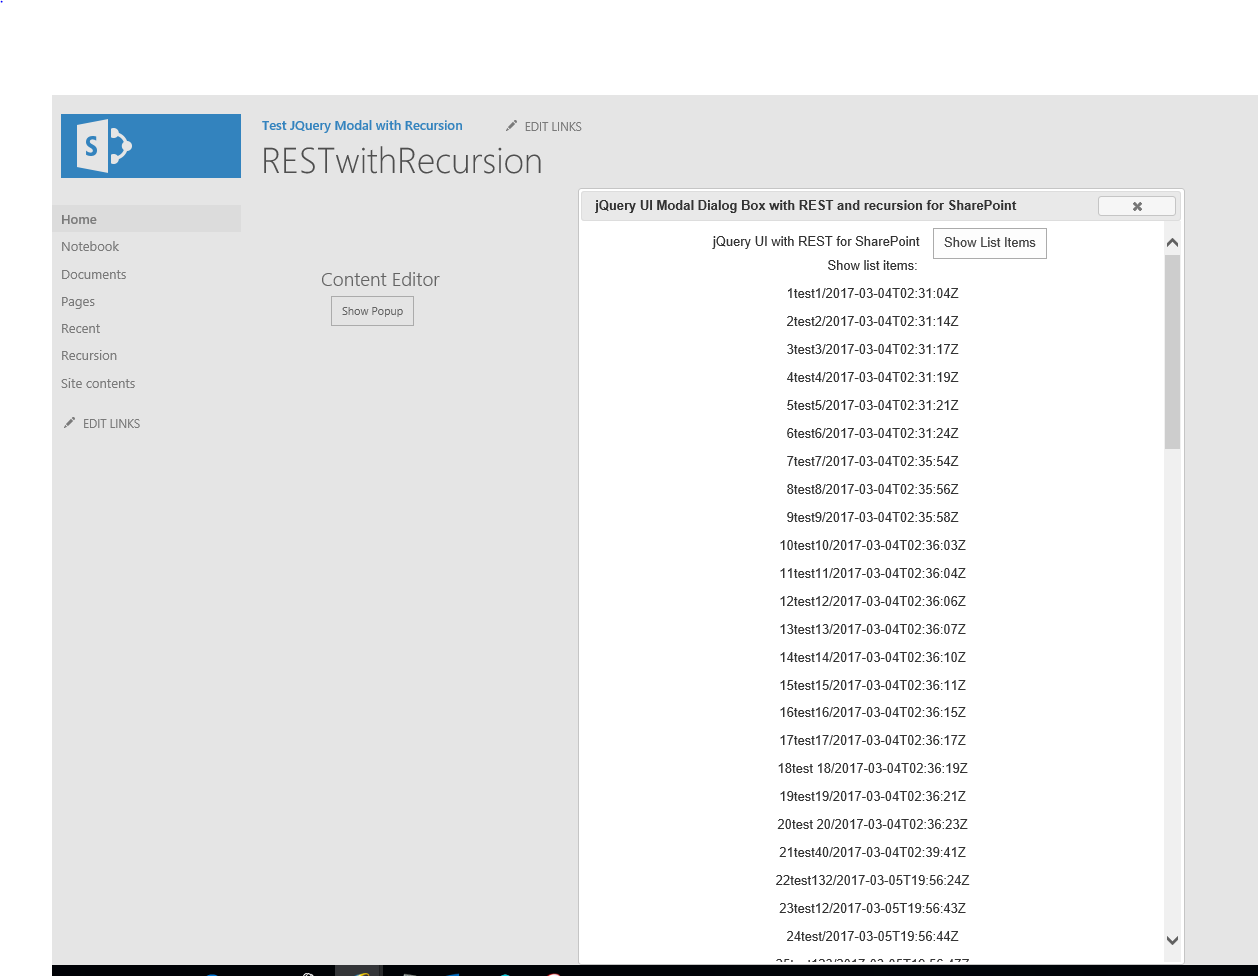 S
Test JQuery Modal with Recursion
EDIT LINKS
RESTwithRecursion
Home
Notebook
Documents
Pages
Recent
Recursion
Site contents
EDIT LINKS
Content Editor
Show Popup
jQuery UI Modal Dialog Box with REST and recursion for SharePoint
jQuery UI with REST for SharePoint Show List Items
Show list items:
1test1/2017-03-04T02:31:04Z
2test2/2017-03-04T02:31:14Z
3test3/2017-03-04T02:31:17Z
4test4/2017-03-04T02:31:19Z
5test5/2017-03-04T02:31:21Z
6test6/2017-03-04T02:31:24Z
7test7/2017-03-04T02:35:54Z
8test8/2017-03-04T02:35:56Z
9test9/2017-03-04T02:35:58Z
10test10/2017-03-04T02:36:03Z
11test11/2017-03-04T02:36:04Z
12test12/2017-03-04T02:36:06Z
13test13/2017-03-04T02:36:07Z
14test14/2017-03-04T02:36:10Z
15test15/2017-03-04T02:36:11Z
16test16/2017-03-04T02:36:15Z
17test17/2017-03-04T02:36:17Z
18test 18/2017-03-04T02:36:19Z
19test19/2017-03-04T02:36:21Z
20test 20/2017-03-04T02:36:23Z
21test40/2017-03-04T02:39:41Z
22test132/2017-03-05T19:56:24Z
23test12/2017-03-05T19:56:43Z
24test/2017-03-05T19:56:44Z